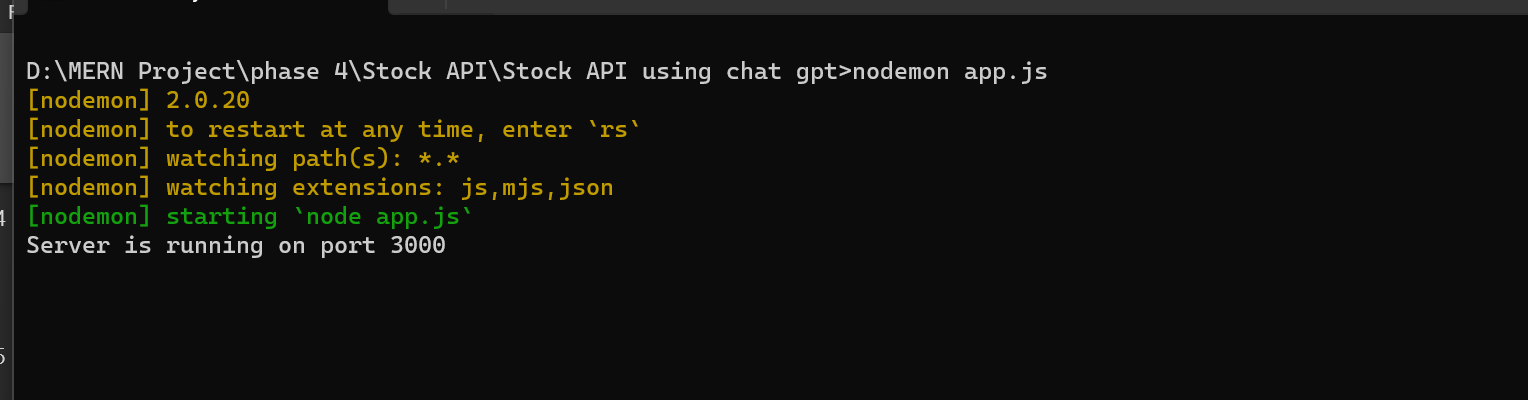 D:\MERN Project\phase 4\Stock API\Stock API using chat gpt>nodemon app.js
[nodemon] 2.0.20
[nodemon] to restart at any time, enter `rs`
[nodemon] watching path(s): *.*
[nodemon] watching extensions: js,mjs,json
[nodemon] starting `node app.js`
Server is running on port 3000